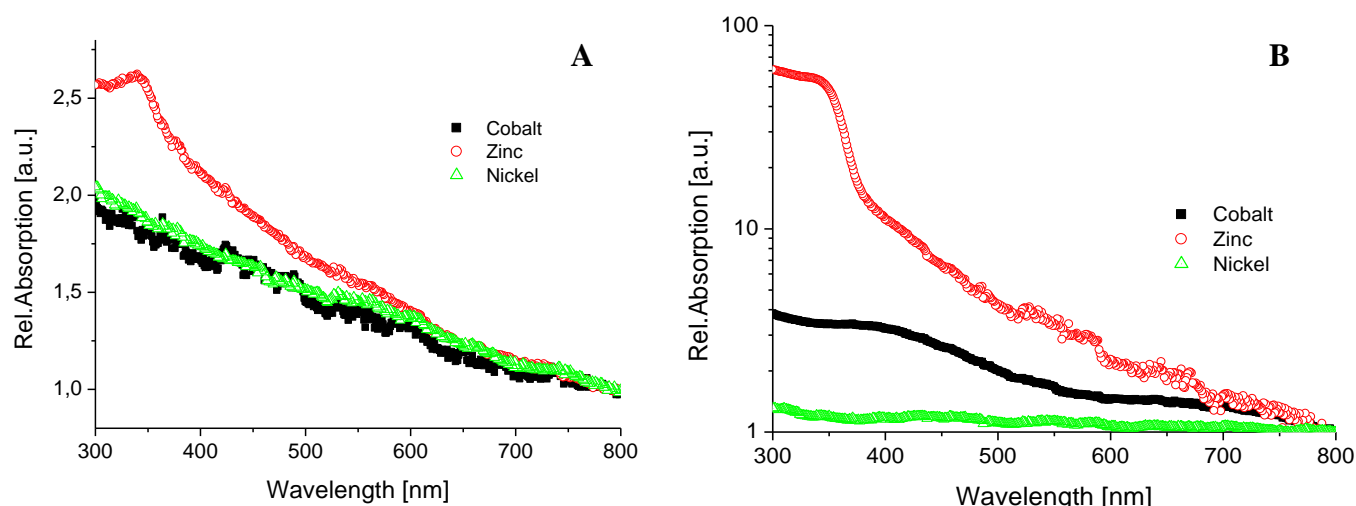 A
Rel.Absorption [a.u.]
2,5
2,0
1,5
1,0
Cobalt
Zinc
Nickel
300 400 500 600 700 800
Wavelength [nm]
B
Rel.Absorption [a.u.]
100
10
1
Cobalt
Zinc
Nickel
300 400 500 600 700 800
Wavelength [nm]